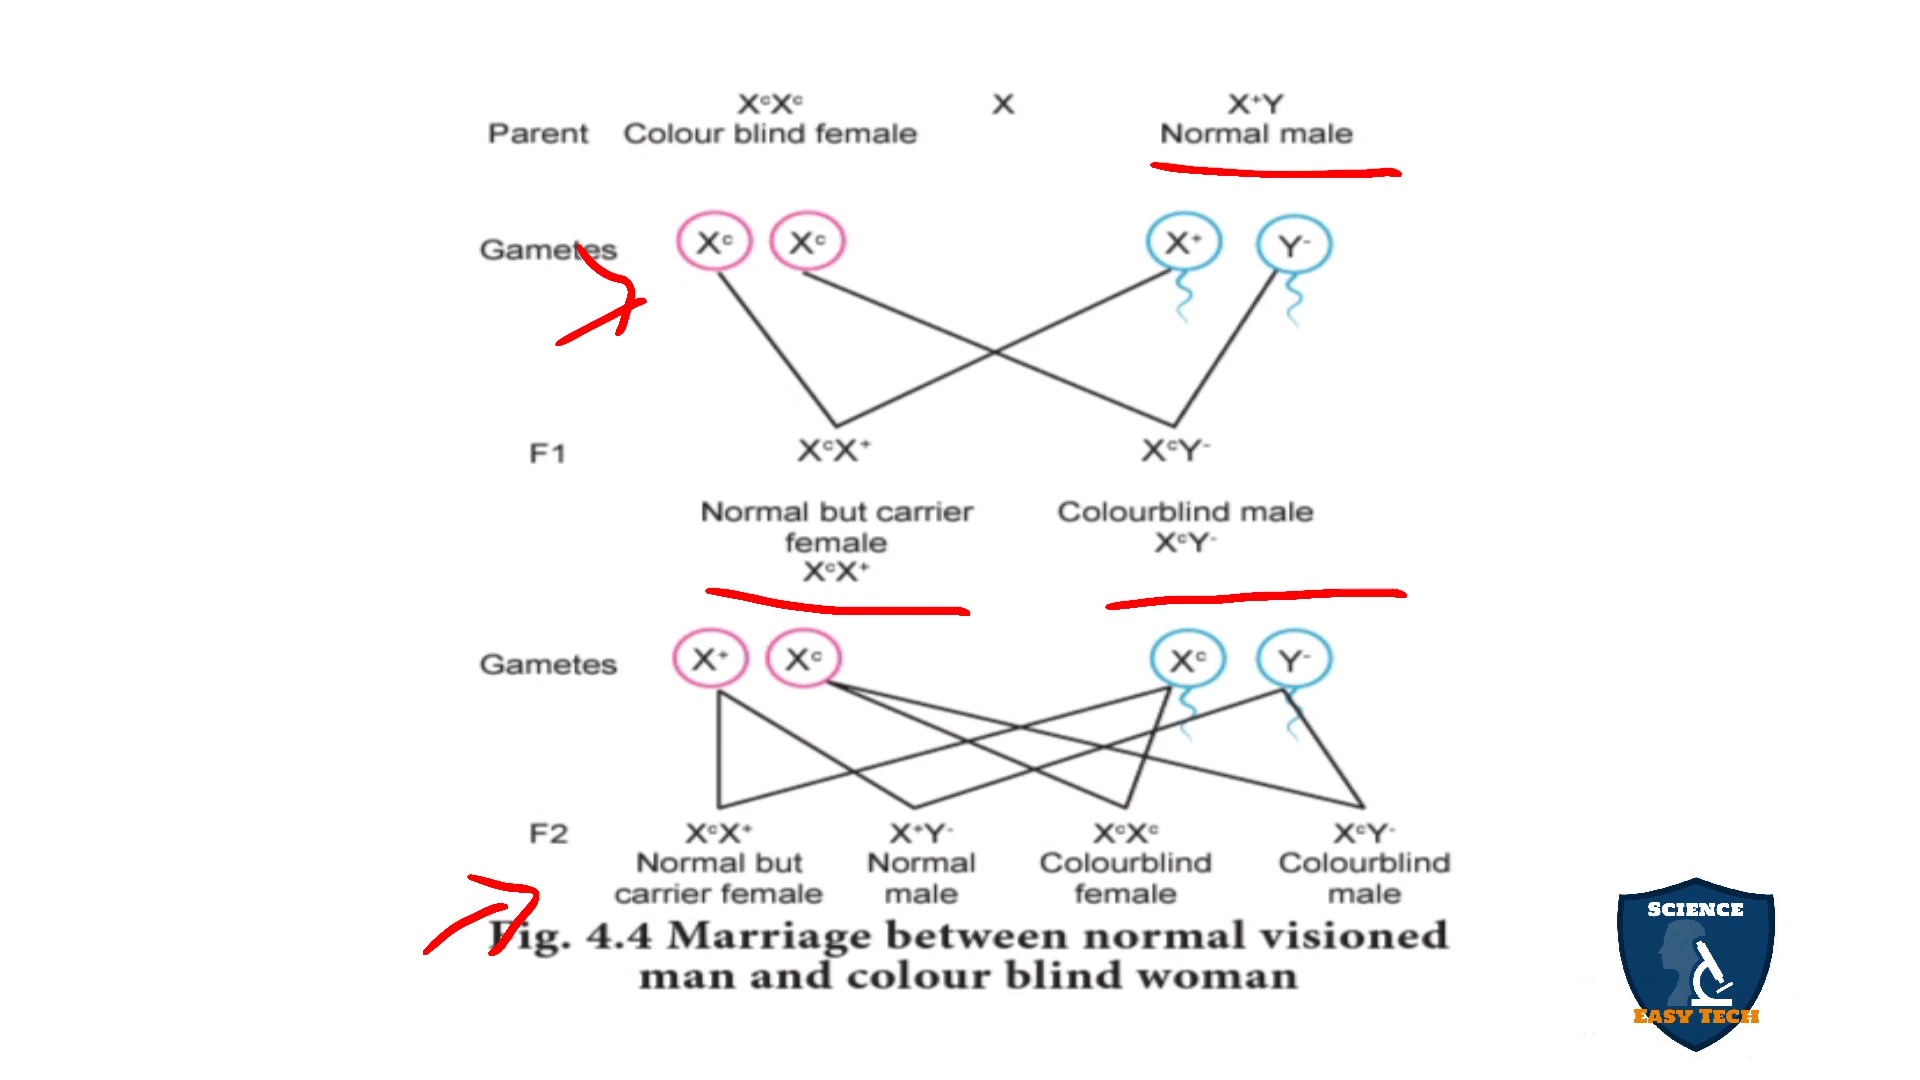 XᶜXᶜ X X⁺Y
Parent Colour blind female Normal male
Gametes Xᶜ Xᶜ X⁺ Y⁻
F1 XᶜX⁺ XᶜY⁻
Normal but carrier Colourblind male
female XᶜY⁻
XᶜX⁺
Gametes X⁺ Xᶜ Xᶜ Y⁻
F2 XᶜX⁺ X⁺Y⁻ XᶜXᶜ XᶜY⁻
Normal but Normal Colourblind Colourblind
carrier female male female male
Fig. 4.4 Marriage between normal visioned
man and colour blind woman
SCIENCE
EASY TECH